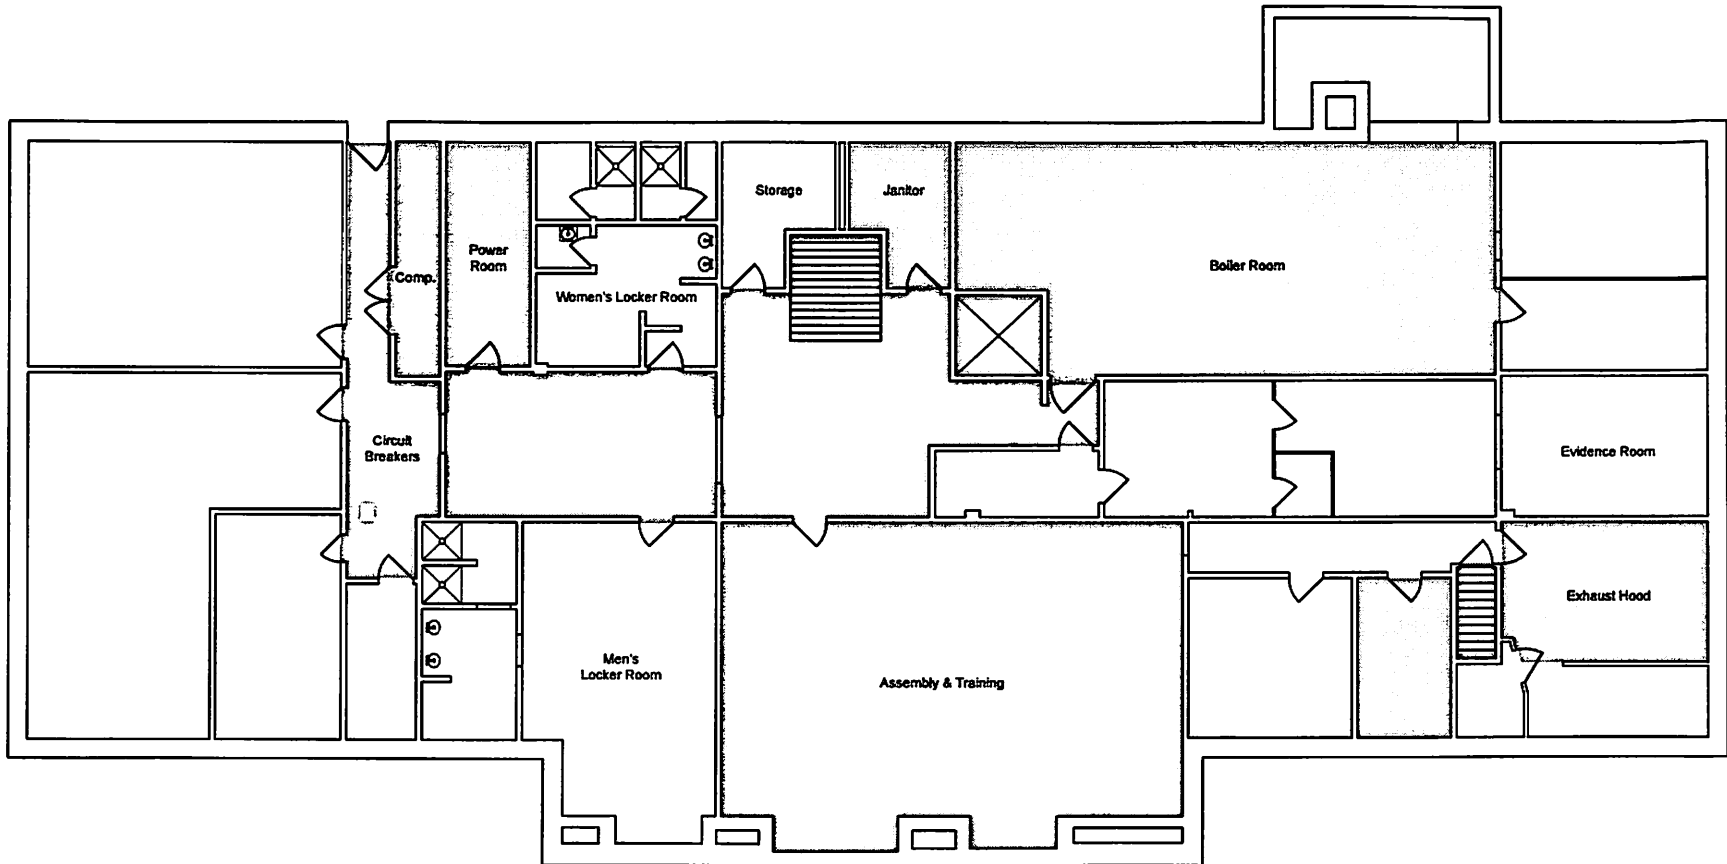 Storage
Janitor
Power
Room
Comp.
Boiler Room
Women's Locker Room
Circuit
Breakers
Evidence Room
Exhaust Hood
Men's
Locker Room
Assembly & Training